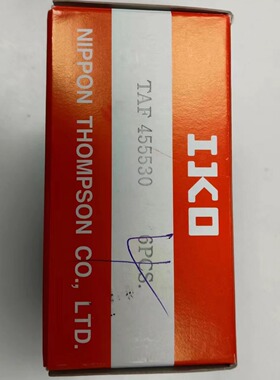 IKO
TAF 455530 6PCS.
NIPPON THOMPSON CO., LTD.